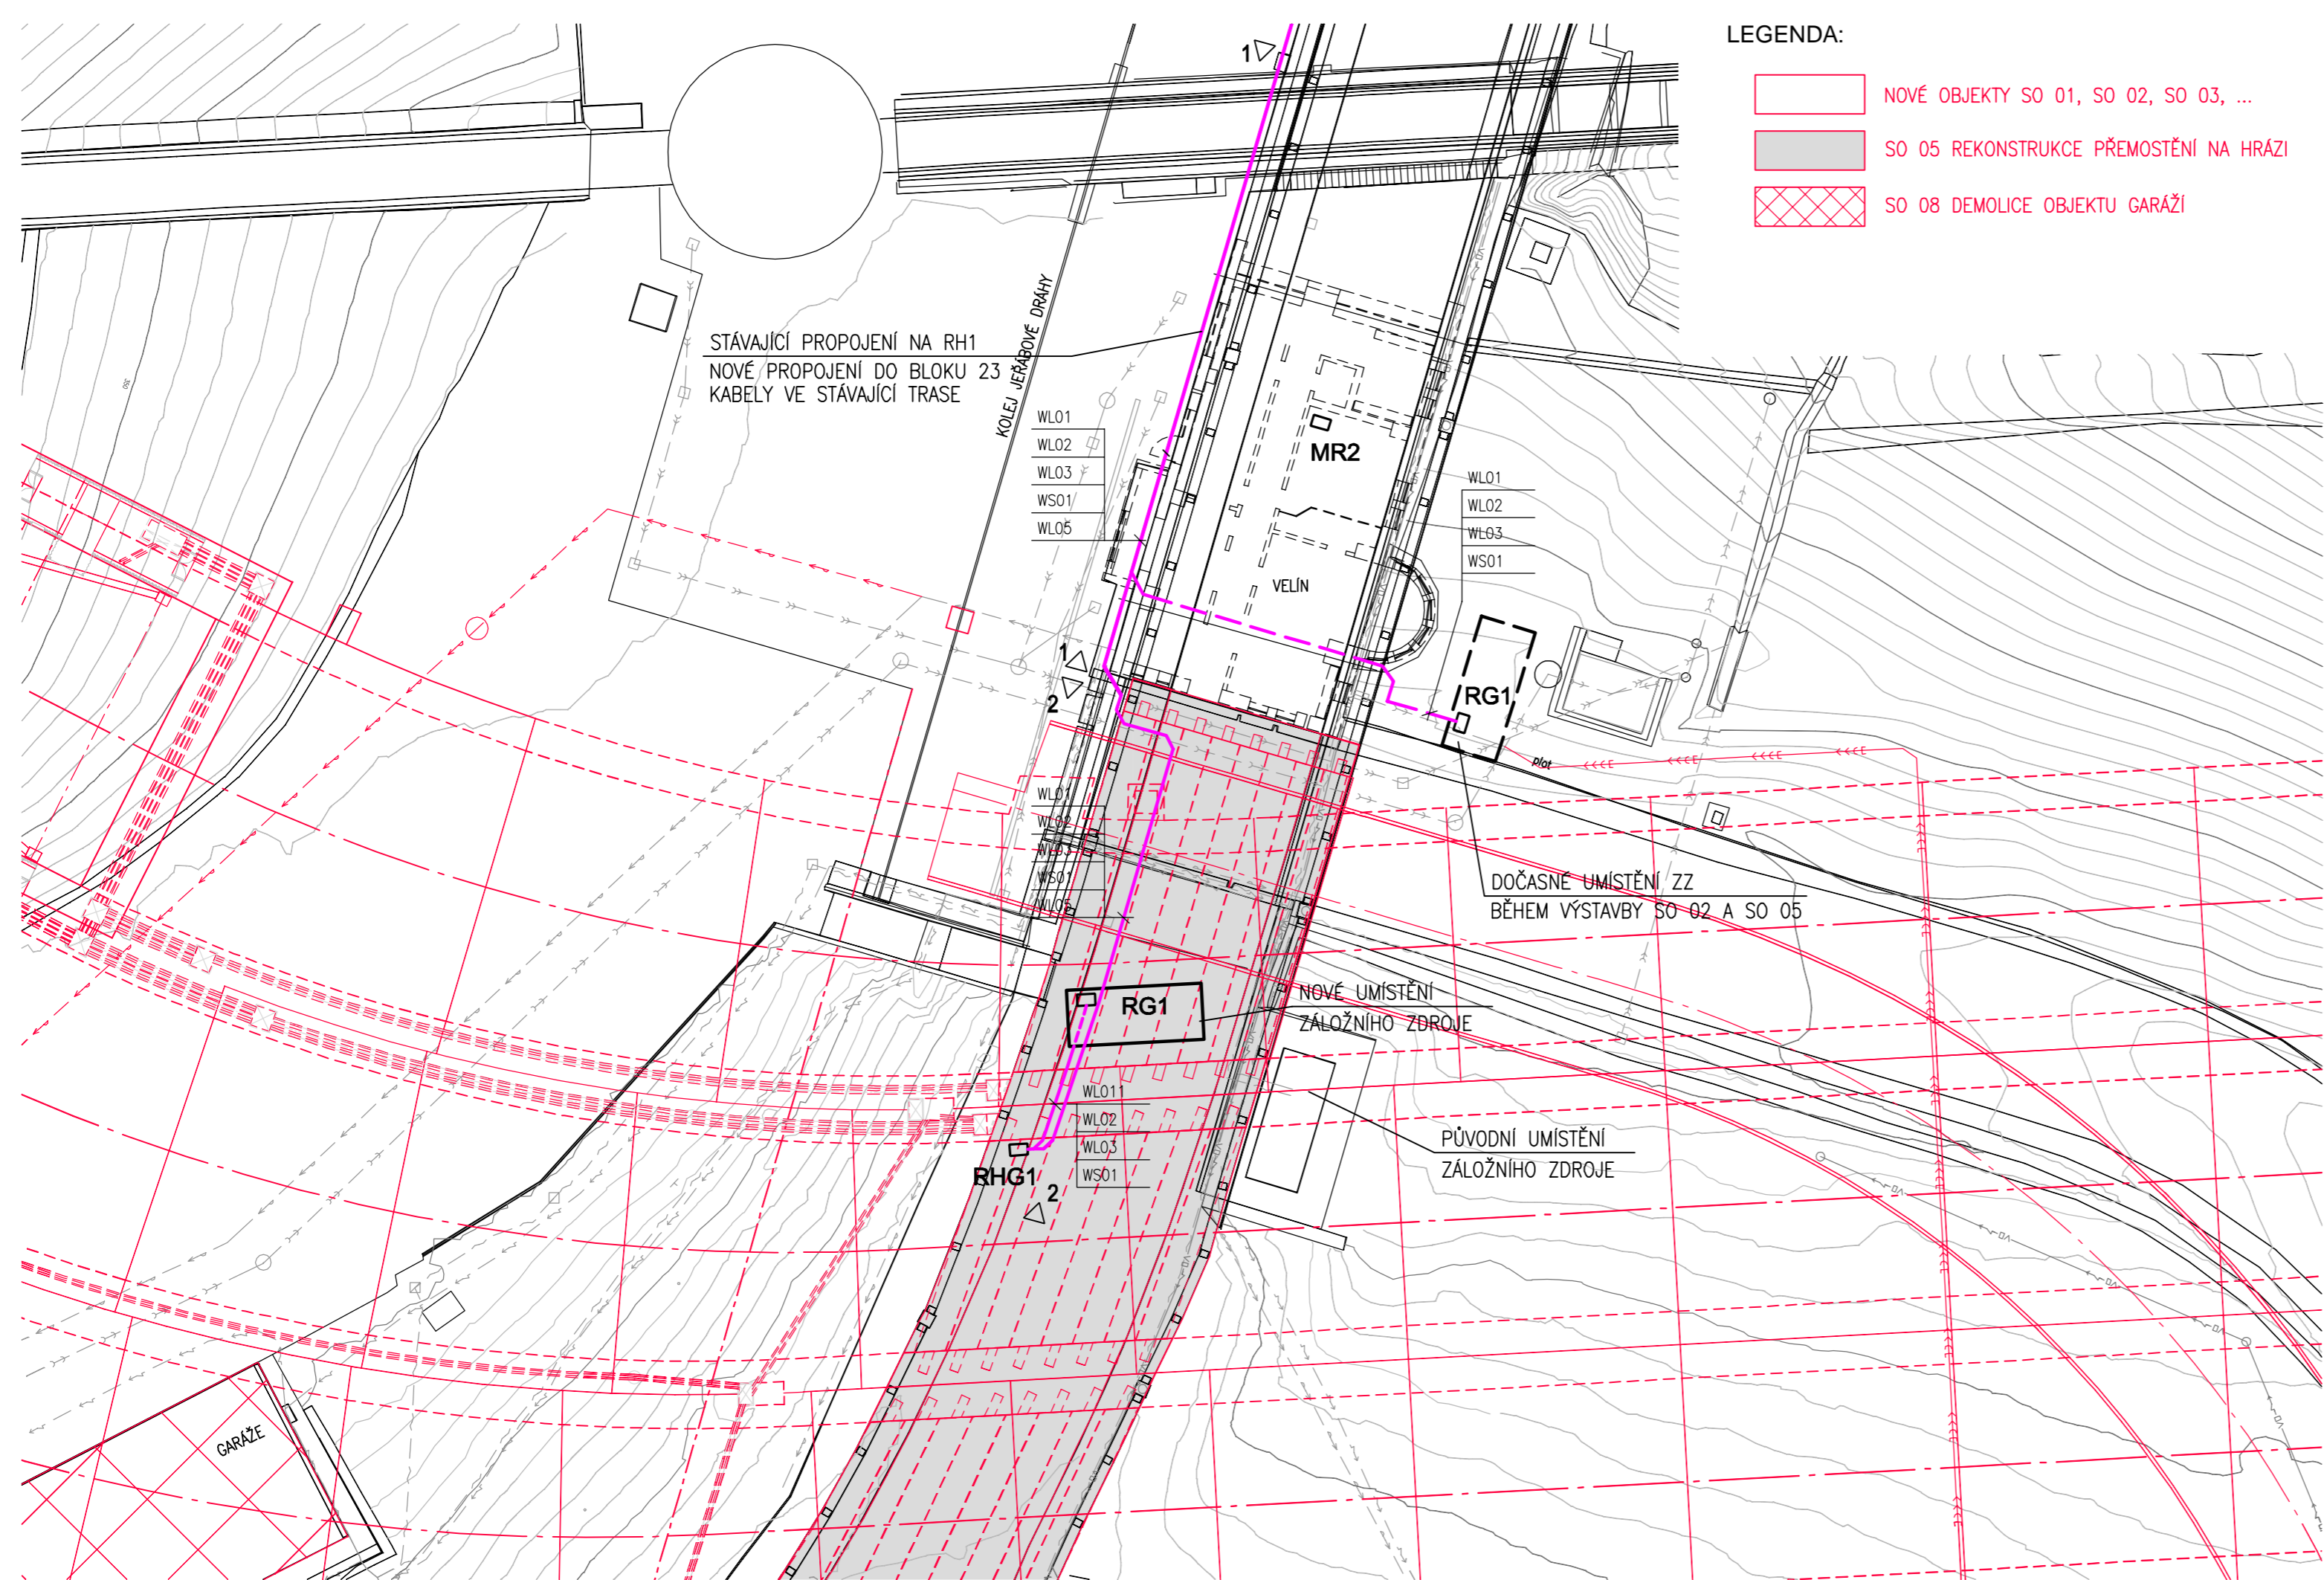 LEGENDA:
NOVÉ OBJEKTY SO 01, SO 02, SO 03, ...
SO 05 REKONSTRUKCE PŘEMOSTĚNÍ NA HRÁZI
SO 08 DEMOLICE OBJEKTU GARÁŽÍ
1
KOLEJ JEŘÁBOVÉ DRÁHY
STÁVAJÍCÍ PROPOJENÍ NA RH1
NOVÉ PROPOJENÍ DO BLOKU 23
KABELY VE STÁVAJÍCÍ TRASE
350
WL01
WL02
WL03
WS01
WL05
MR2
WL01
WL02
WL03
WS01
VELÍN
1
2
RG1
plot
WL01
WL02
WL03
WS01
WL05
DOČASNÉ UMÍSTĚNÍ ZZ
BĚHEM VÝSTAVBY SO 02 A SO 05
RG1
NOVÉ UMÍSTĚNÍ
ZÁLOŽNÍHO ZDROJE
WL011
WL02
WL03
WS01
RHG1
2
PŮVODNÍ UMÍSTĚNÍ
ZÁLOŽNÍHO ZDROJE
GARÁŽE